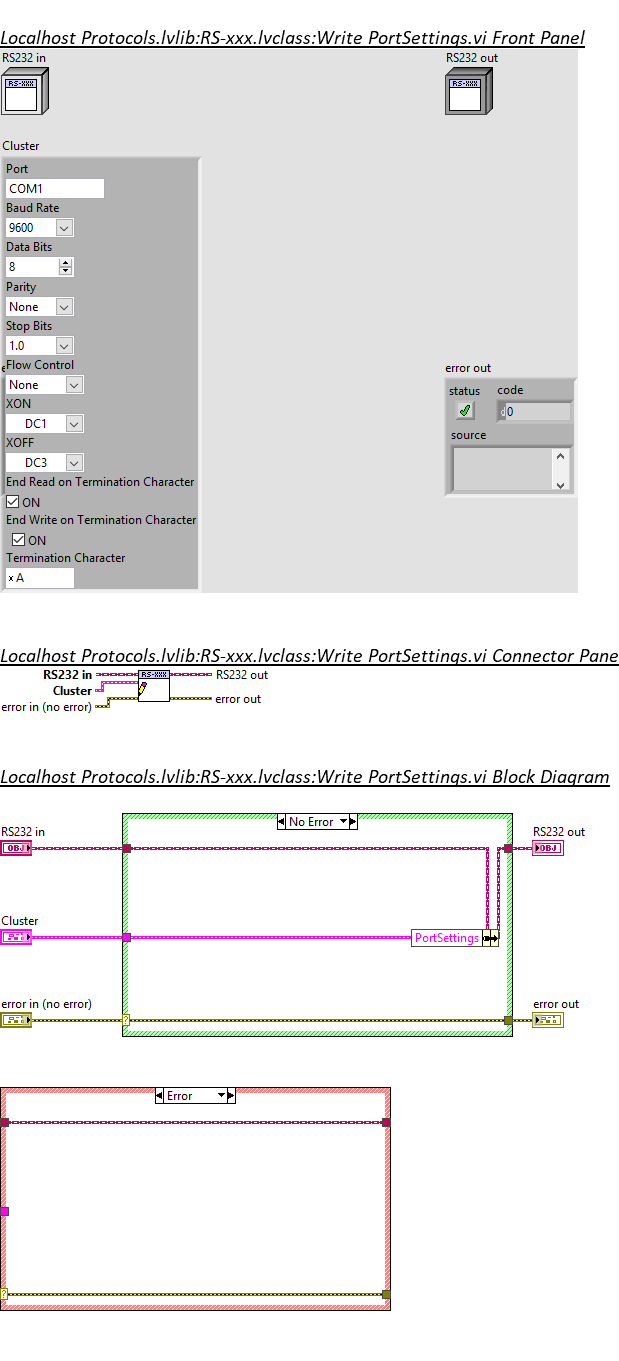 Localhost Protocols.lvlib:RS-xxx.lvclass:Write PortSettings.vi Front Panel
RS232 in
RS232 out
RS-XXX
RS-XXX
Cluster
Port
COM1
Baud Rate
9600
Data Bits
8
Parity
None
Stop Bits
1.0
Flow Control
None
XON
DC1
XOFF
DC3
End Read on Termination Character
ON
End Write on Termination Character
ON
Termination Character
x A
error out
status
code
d 0
source
Localhost Protocols.lvlib:RS-xxx.lvclass:Write PortSettings.vi Connector Pane
RS232 in
RS-XXX
RS232 out
Cluster
error in (no error)
error out
Localhost Protocols.lvlib:RS-xxx.lvclass:Write PortSettings.vi Block Diagram
No Error
RS232 in
RS232 out
OBJ
OBJ
Cluster
PortSettings
error in (no error)
error out
?
Error
?